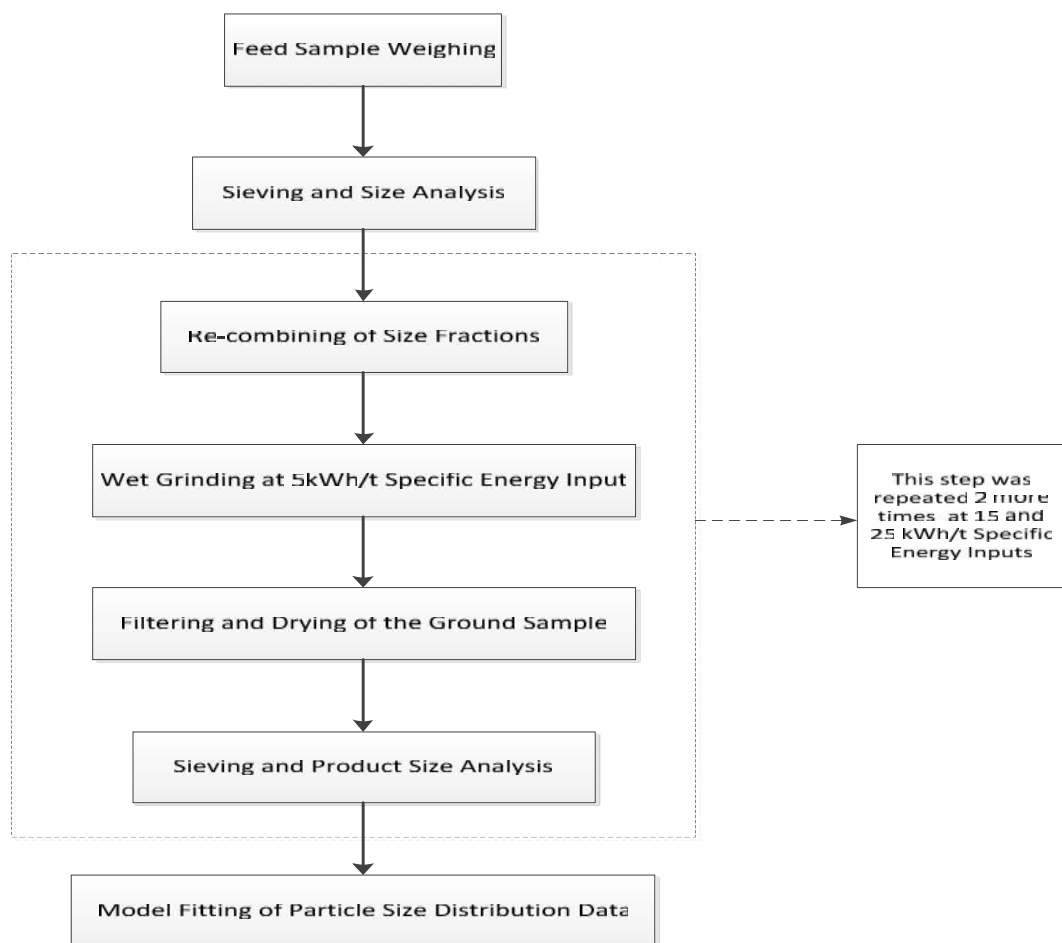 Feed Sample Weighing
Sieving and Size Analysis
Re-combining of Size Fractions
Wet Grinding at 5kWh/t Specific Energy Input
This step was
repeated 2 more
times at 15 and
25 kWh/t Specific
Energy Inputs
Filtering and Drying of the Ground Sample
Sieving and Product Size Analysis
Model Fitting of Particle Size Distribution Data